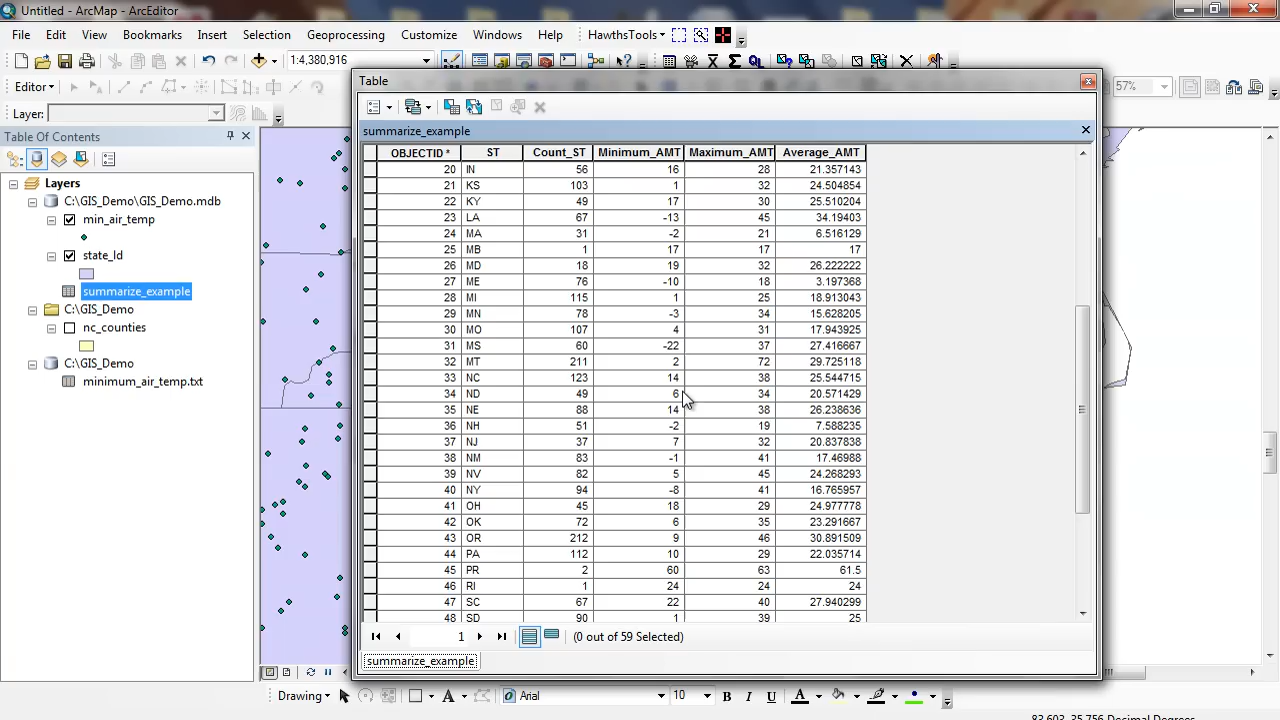 Untitled - ArcMap - ArcEditor
File Edit View Bookmarks Insert Selection Geoprocessing Customize Windows Help HawthsTools
1:4,380,916
Editor 57%
Layer:
Table Of Contents
Layers
C:\GIS_Demo\GIS_Demo.mdb
min_air_temp
state_ld
summarize_example
C:\GIS_Demo
nc_counties
C:\GIS_Demo
minimum_air_temp.txt
Table
summarize_example
OBJECTID * ST Count_ST Minimum_AMT Maximum_AMT Average_AMT
20 IN 56 16 28 21.357143
21 KS 103 1 32 24.504854
22 KY 49 17 30 25.510204
23 LA 67 -13 45 34.19403
24 MA 31 -2 21 6.516129
25 MB 1 17 17 17
26 MD 18 19 32 26.222222
27 ME 76 -10 18 3.197368
28 MI 115 1 25 18.913043
29 MN 78 -3 34 15.628205
30 MO 107 4 31 17.943925
31 MS 60 -22 37 27.416667
32 MT 211 2 72 29.725118
33 NC 123 14 38 25.544715
34 ND 49 6 34 20.571429
35 NE 88 14 38 26.238636
36 NH 51 -2 19 7.588235
37 NJ 37 7 32 20.837838
38 NM 83 -1 41 17.46988
39 NV 82 5 45 24.268293
40 NY 94 -8 41 16.765957
41 OH 45 18 29 24.977778
42 OK 72 6 35 23.291667
43 OR 212 9 46 30.891509
44 PA 112 10 29 22.035714
45 PR 2 60 63 61.5
46 RI 1 24 24 24
47 SC 67 22 40 27.940299
48 SD 90 1 39 25
1 (0 out of 59 Selected)
summarize_example
Drawing A Arial 10 B I U A
83.603 35.756 Decimal Degrees